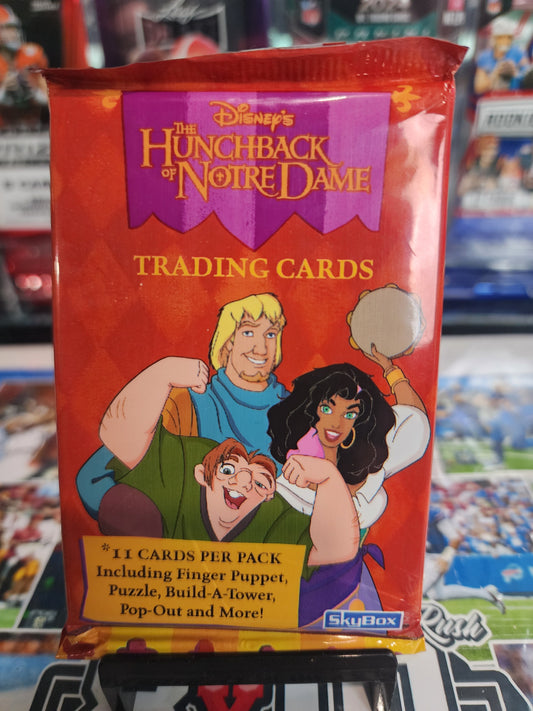 Disney's
THE
HUNCHBACK
OF NOTRE DAME
TRADING CARDS
*11 CARDS PER PACK
Including Finger Puppet,
Puzzle, Build-A-Tower,
Pop-Out and More!
SkyBox
Rush